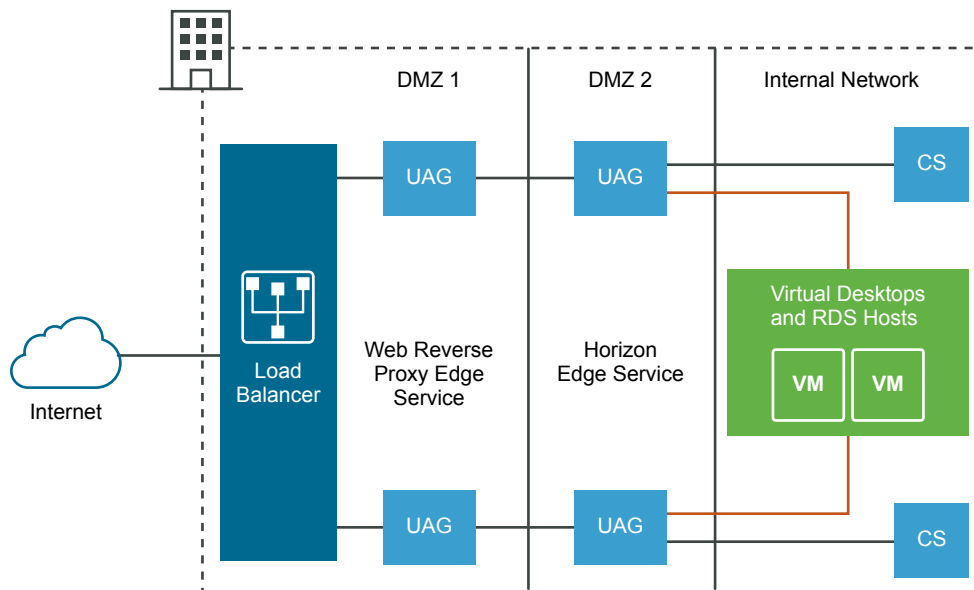 DMZ 1
DMZ 2
Internal Network
UAG
UAG
CS
Virtual Desktops
and RDS Hosts
VM
VM
Load
Balancer
Web Reverse
Proxy Edge
Service
Horizon
Edge Service
Internet
UAG
UAG
CS